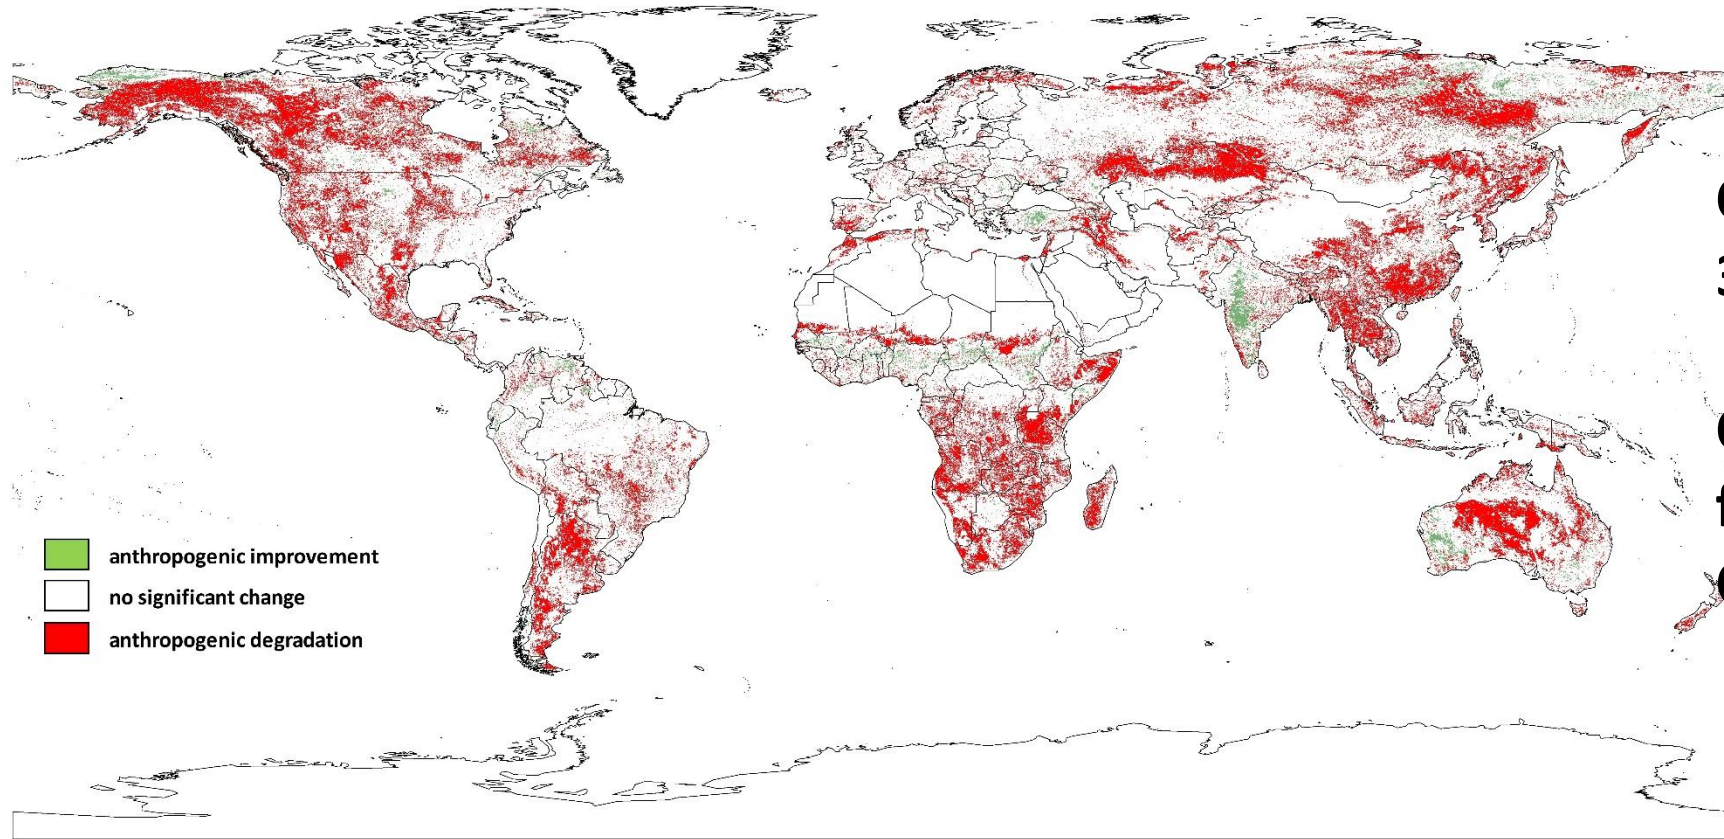 anthropogenic improvement
no significant change
anthropogenic degradation